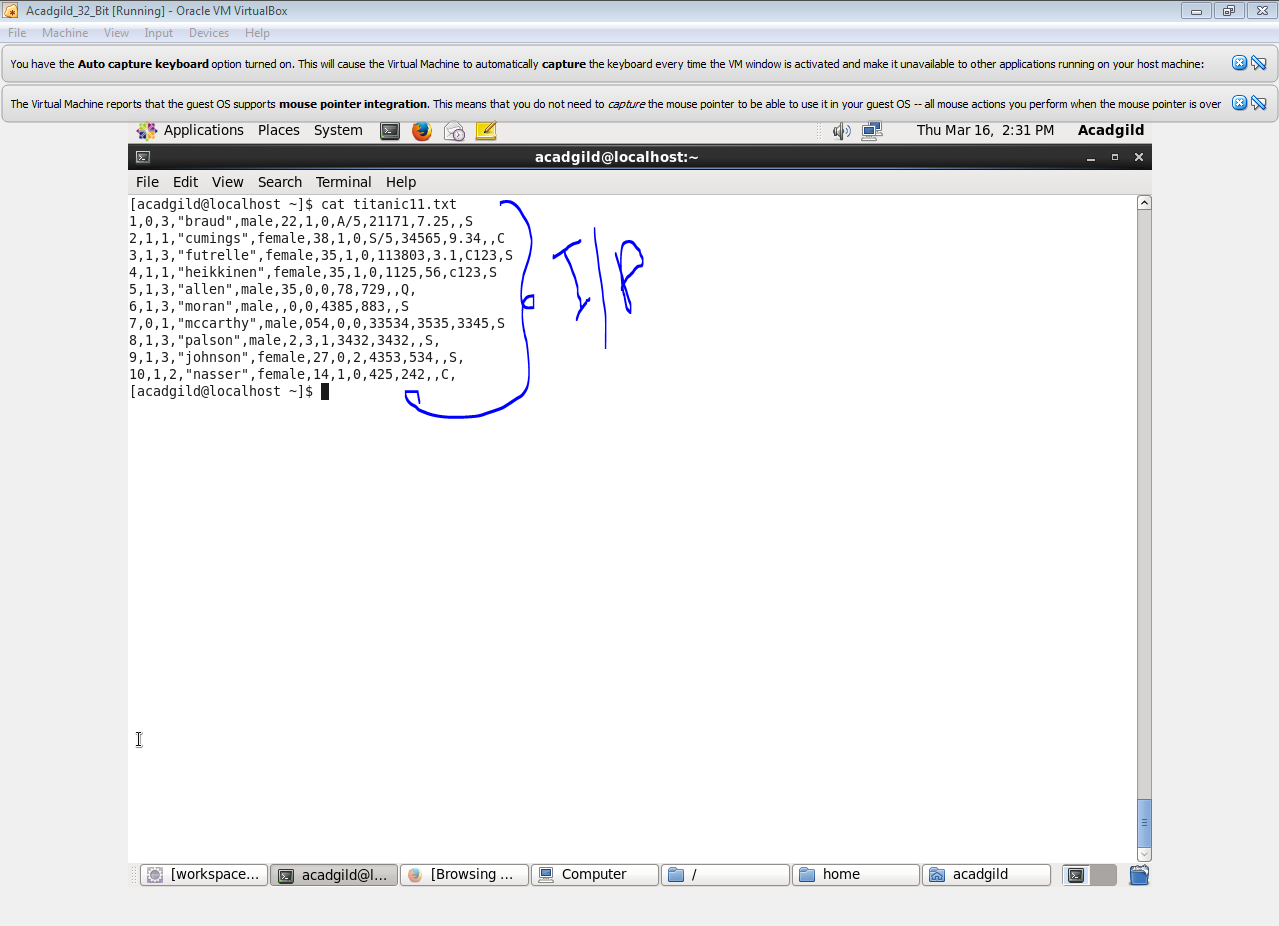 Acadgild_32_Bit [Running] - Oracle VM VirtualBox
File Machine View Input Devices Help
You have the Auto capture keyboard option turned on. This will cause the Virtual Machine to automatically capture the keyboard every time the VM window is activated and make it unavailable to other applications running on your host machine:
The Virtual Machine reports that the guest OS supports mouse pointer integration. This means that you do not need to capture the mouse pointer to be able to use it in your guest OS -- all mouse actions you perform when the mouse pointer is over
Applications Places System Thu Mar 16, 2:31 PM Acadgild
acadgild@localhost:~
File Edit View Search Terminal Help
[acadgild@localhost ~]$ cat titanic11.txt
1,0,3,"braud",male,22,1,0,A/5,21171,7.25,,S
2,1,1,"cumings",female,38,1,0,S/5,34565,9.34,,C
3,1,3,"futrelle",female,35,1,0,113803,3.1,C123,S
4,1,1,"heikkinen",female,35,1,0,1125,56,c123,S
5,1,3,"allen",male,35,0,0,78,729,,Q,
6,1,3,"moran",male,,0,0,4385,883,,S
7,0,1,"mccarthy",male,054,0,0,33534,3535,3345,S
8,1,3,"palson",male,2,3,1,3432,3432,,S,
9,1,3,"johnson",female,27,0,2,4353,534,,S,
10,1,2,"nasser",female,14,1,0,425,242,,C,
[acadgild@localhost ~]$
I/P
[workspace... acadgild@l... [Browsing ... Computer / home acadgild